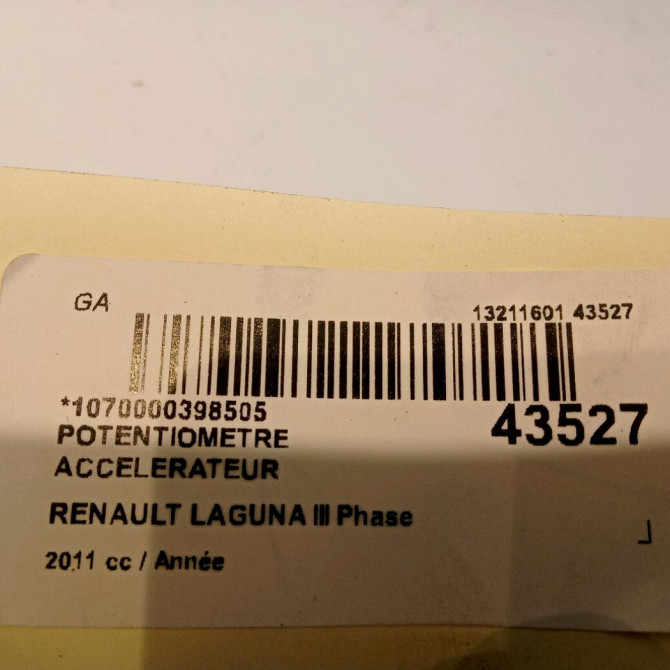 GA
13211601 43527
*1070000398505
43527
POTENTIOMETRE
ACCELERATEUR
RENAULT LAGUNA III Phase
2011 cc / Année